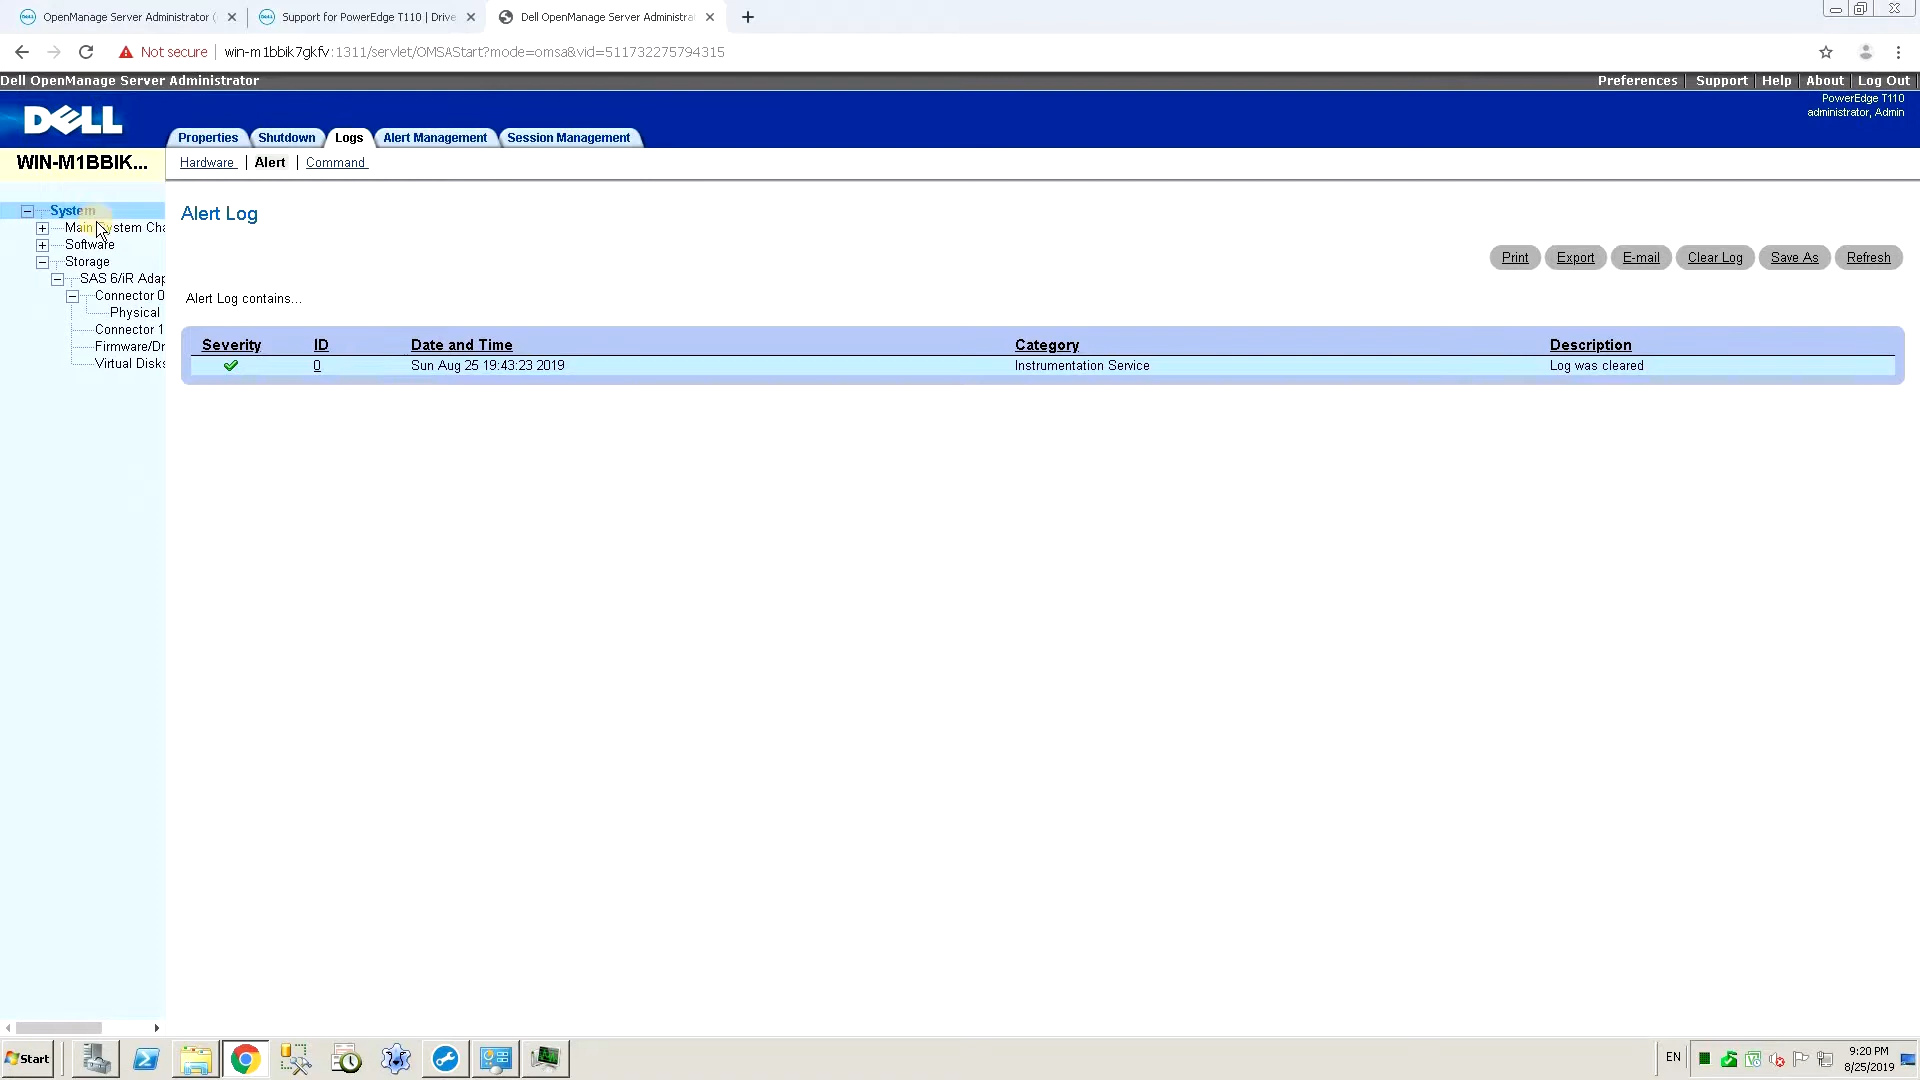 OpenManage Server Administrator (
Support for PowerEdge T110 | Drive
Dell OpenManage Server Administra
Not secure
win-m1bbik7gkfv:1311/servlet/OMSAStart?mode=omsa&vid=511732275794315
Dell OpenManage Server Administrator
Preferences | Support | Help | About | Log Out
DELL
PowerEdge T110
administrator, Admin
Properties
Shutdown
Logs
Alert Management
Session Management
WIN-M1BBIK...
Hardware | Alert | Command
System
Main System Cha
Software
Storage
SAS 6/iR Adap
Connector 0
Physical
Connector 1
Firmware/Dr
Virtual Disks
Alert Log
Print
Export
E-mail
Clear Log
Save As
Refresh
Alert Log contains...
Severity ID Date and Time Category Description
0 Sun Aug 25 19:43:23 2019 Instrumentation Service Log was cleared
Start
EN
9:20 PM
8/25/2019